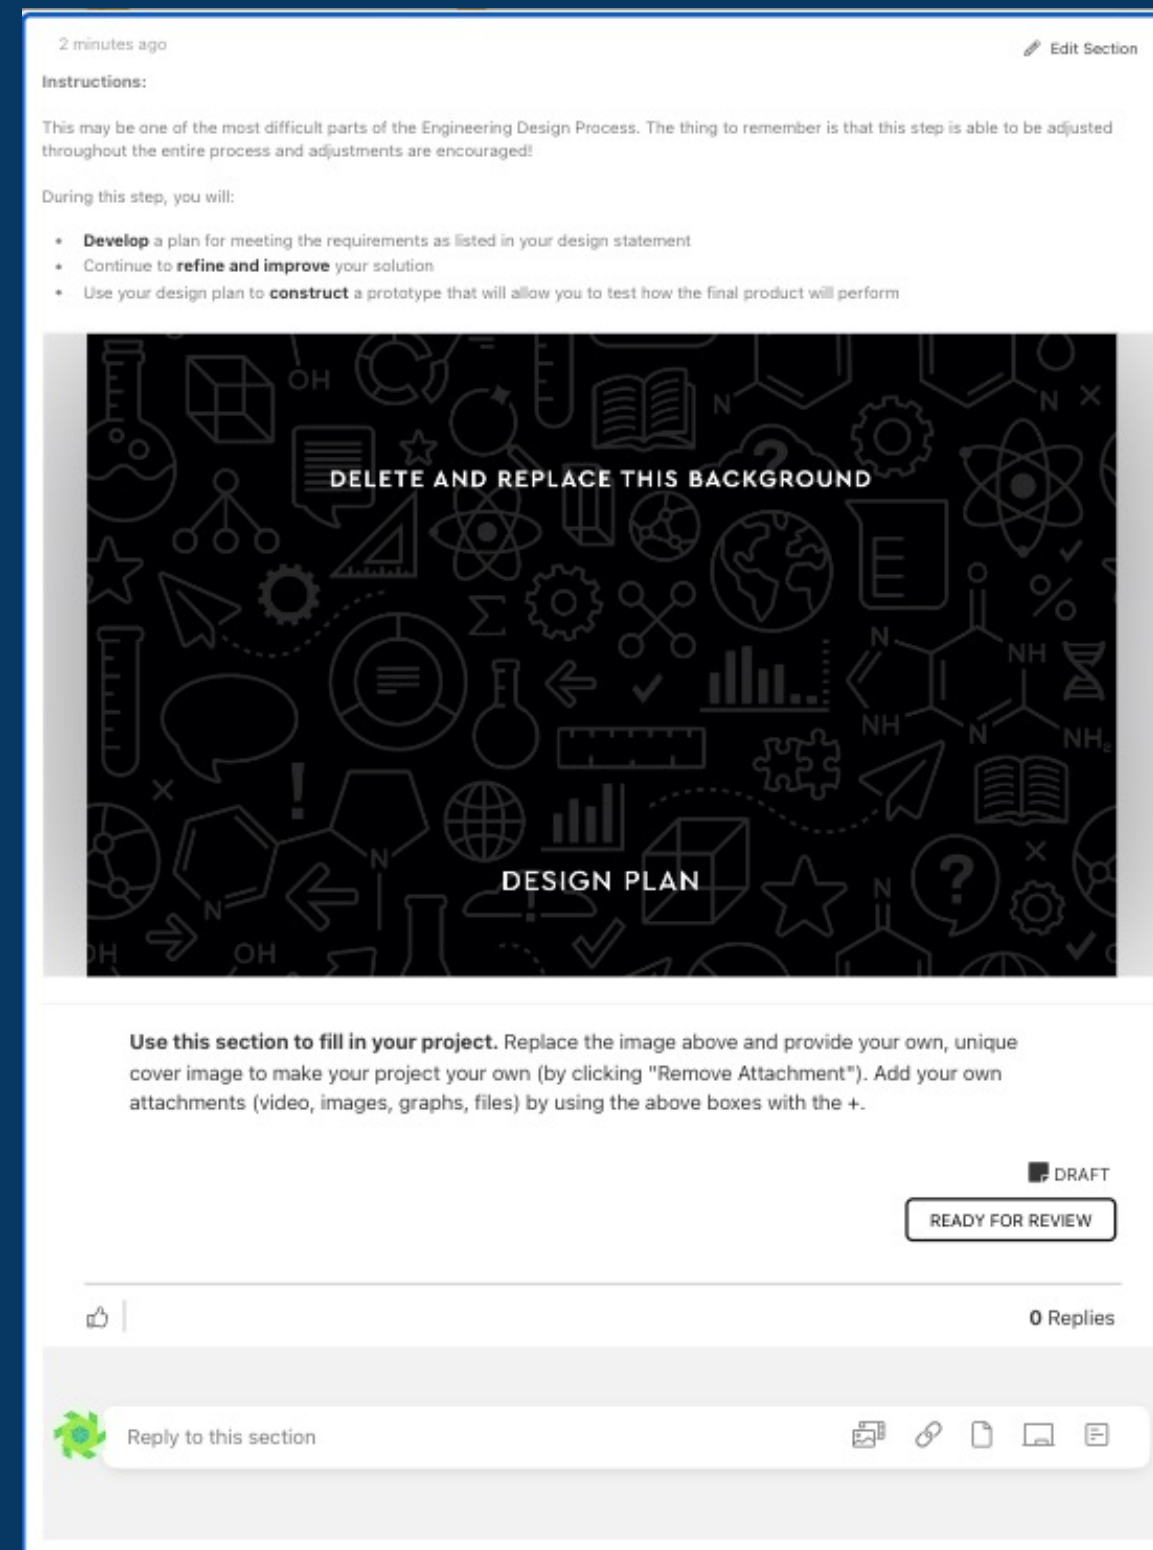 2 minutes ago
Edit Section
Instructions:
This may be one of the most difficult parts of the Engineering Design Process. The thing to remember is that this step is able to be adjusted
throughout the entire process and adjustments are encouraged!
During this step, you will:
• Develop a plan for meeting the requirements as listed in your design statement
• Continue to refine and improve your solution
• Use your design plan to construct a prototype that will allow you to test how the final product will perform
OH
N
N
DELETE AND REPLACE THIS BACKGROUND
N
NH
NH
N
NH₂
N
DESIGN PLAN
N
N
OH
OH
Use this section to fill in your project. Replace the image above and provide your own, unique
cover image to make your project your own (by clicking "Remove Attachment"). Add your own
attachments (video, images, graphs, files) by using the above boxes with the +.
DRAFT
READY FOR REVIEW
0 Replies
Reply to this section